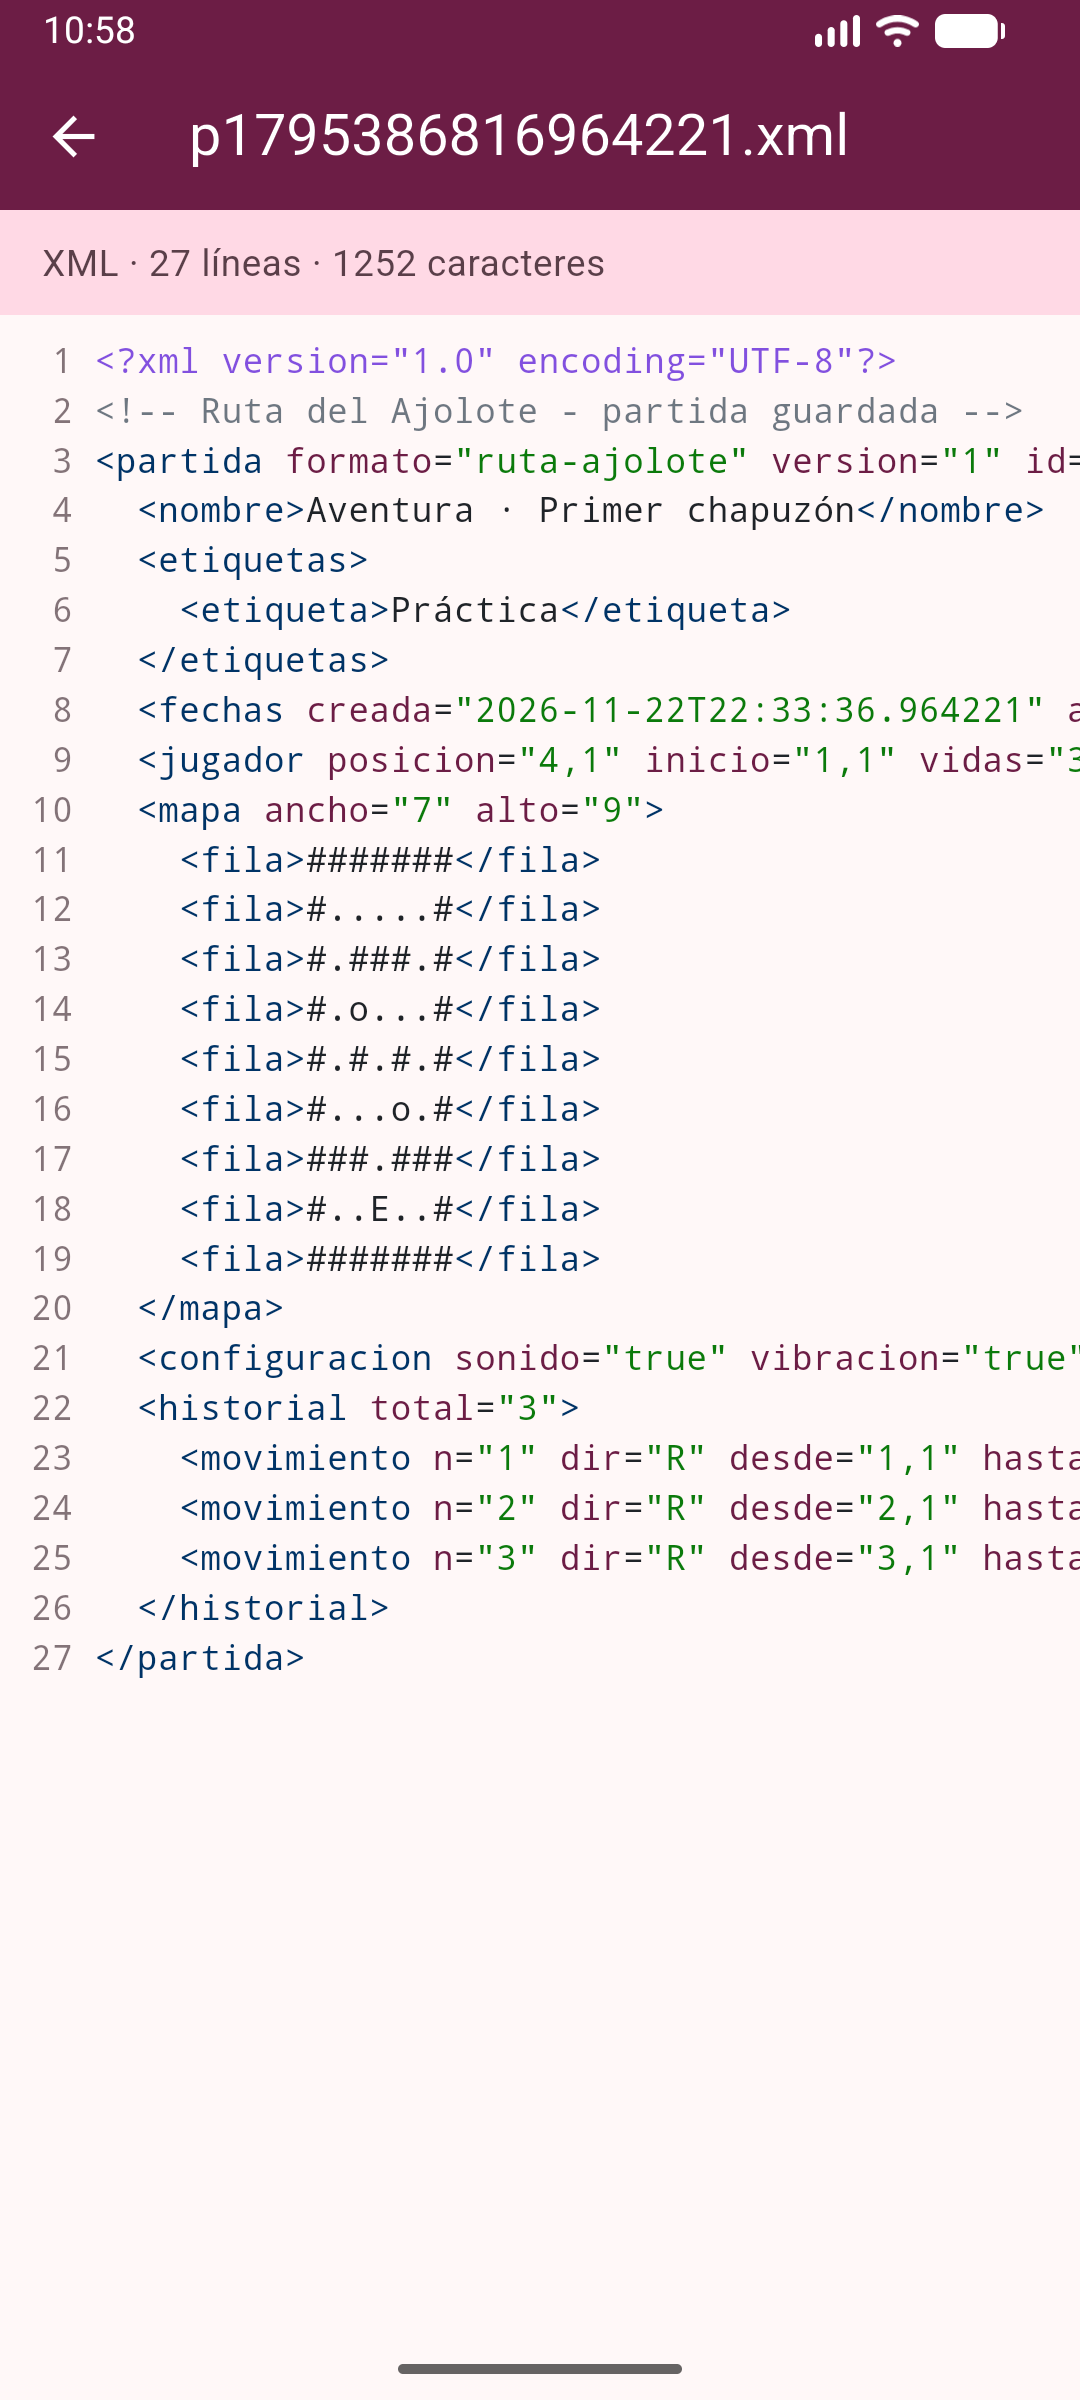 10:58
p1795386816964221.xml
XML · 27 líneas · 1252 caracteres
1 <?xml version="1.0" encoding="UTF-8"?>
2 <!-- Ruta del Ajolote - partida guardada -->
3 <partida formato="ruta-ajolote" version="1" id=
4   <nombre>Aventura · Primer chapuzón</nombre>
5   <etiquetas>
6     <etiqueta>Práctica</etiqueta>
7   </etiquetas>
8   <fechas creada="2026-11-22T22:33:36.964221" a
9   <jugador posicion="4,1" inicio="1,1" vidas="3
10   <mapa ancho="7" alto="9">
11     <fila>#######</fila>
12     <fila>#.....#</fila>
13     <fila>#.###.#</fila>
14     <fila>#.o...#</fila>
15     <fila>#.#.#.#</fila>
16     <fila>#...o.#</fila>
17     <fila>###.###</fila>
18     <fila>#..E..#</fila>
19     <fila>#######</fila>
20   </mapa>
21   <configuracion sonido="true" vibracion="true"
22   <historial total="3">
23     <movimiento n="1" dir="R" desde="1,1" hasta
24     <movimiento n="2" dir="R" desde="2,1" hasta
25     <movimiento n="3" dir="R" desde="3,1" hasta
26   </historial>
27 </partida>